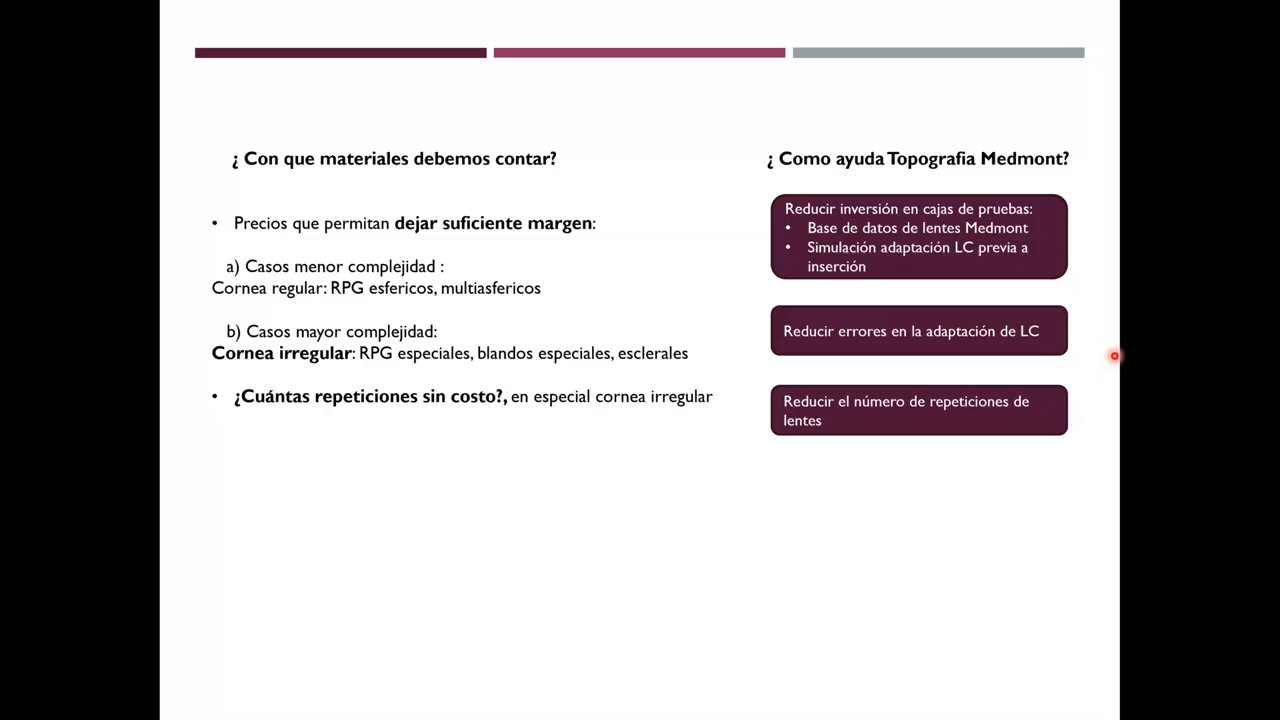 ¿ Con que materiales debemos contar?
• Precios que permitan dejar suficiente margen:
a) Casos menor complejidad :
Cornea regular: RPG esfericos, multiasfericos
b) Casos mayor complejidad:
Cornea irregular: RPG especiales, blandos especiales, esclerales
• ¿Cuántas repeticiones sin costo?, en especial cornea irregular
¿ Como ayuda Topografia Medmont?
Reducir inversión en cajas de pruebas:
• Base de datos de lentes Medmont
• Simulación adaptación LC previa a
inserción
Reducir errores en la adaptación de LC
Reducir el número de repeticiones de
lentes